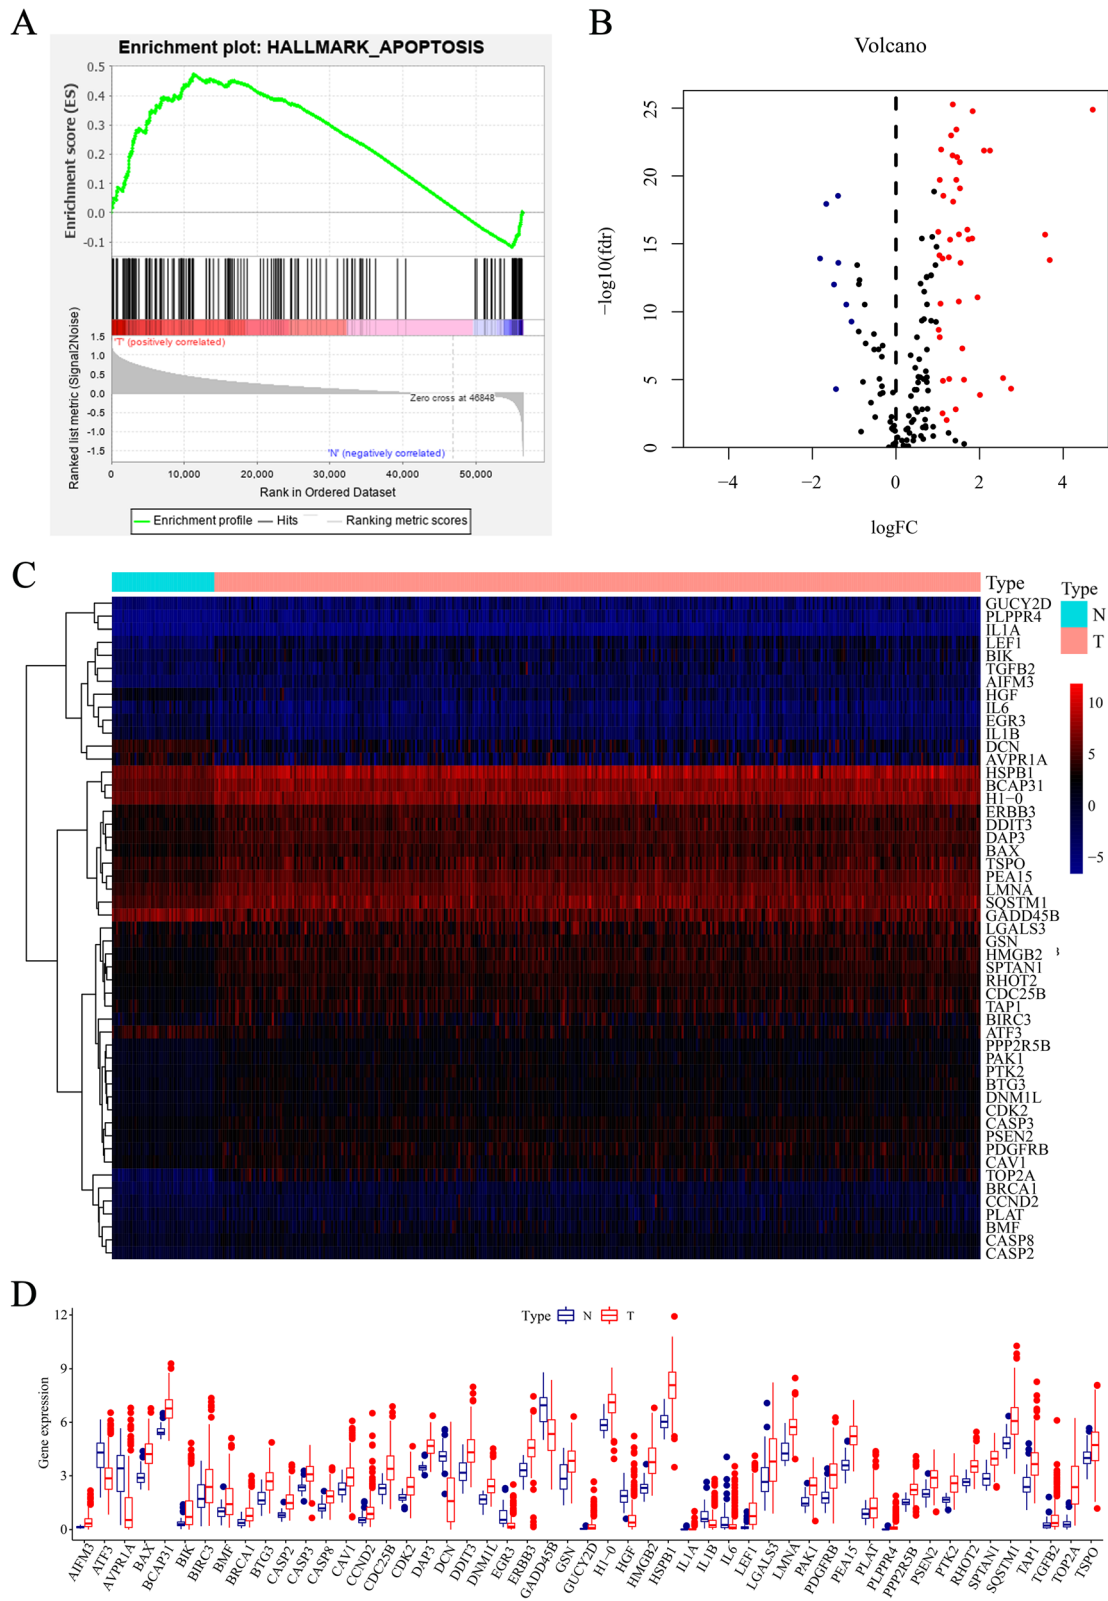 A
Enrichment plot: HALLMARK_APOPTOSIS
Enrichment score (ES)
0.5
0.4
0.3
0.2
0.1
0.0
-0.1
Ranked list metric (Signal2Noise)
1.5
1.0
0.5
0.0
-0.5
-1.0
-1.5
'T' (positively correlated)
Zero cross at 46848
'N' (negatively correlated)
0 10,000 20,000 30,000 40,000 50,000
Rank in Ordered Dataset
Enrichment profile Hits Ranking metric scores
B
Volcano
−log10(fdr)
25
20
15
10
5
0
−4 −2 0 2 4
logFC
C
Type
GUCY2D
PLPPR4
IL1A
LEF1
BIK
TGFB2
AIFM3
HGF
IL6
EGR3
IL1B
DCN
AVPR1A
HSPB1
BCAP31
H1−0
ERBB3
DDIT3
DAP3
BAX
TSPO
PEA15
LMNA
SQSTM1
GADD45B
LGALS3
GSN
HMGB2
SPTAN1
RHOT2
CDC25B
TAP1
BIRC3
ATF3
PPP2R5B
PAK1
PTK2
BTG3
DNM1L
CDK2
CASP3
PSEN2
PDGFRB
CAV1
TOP2A
BRCA1
CCND2
PLAT
BMF
CASP8
CASP2
Type
N
T
10
5
0
−5
D
Type N T
Gene expression
12
9
6
3
0
AIFM3 ATF3 AVPR1A BAX BCAP31 BIK BIRC3 BMF BRCA1 BTG3 CASP2 CASP3 CASP8 CAV1 CCND2 CDC25B CDK2 DAP3 DCN DDIT3 DNM1L EGR3 ERBB3 GADD45B GSN GUCY2D H1−0 HGF HMGB2 HSPB1 IL1A IL1B IL6 LEF1 LGALS3 LMNA PAK1 PDGFRB PEA15 PLAT PLPPR4 PPP2R5B PSEN2 PTK2 RHOT2 SPTAN1 SQSTM1 TAP1 TGFB2 TOP2A TSPO